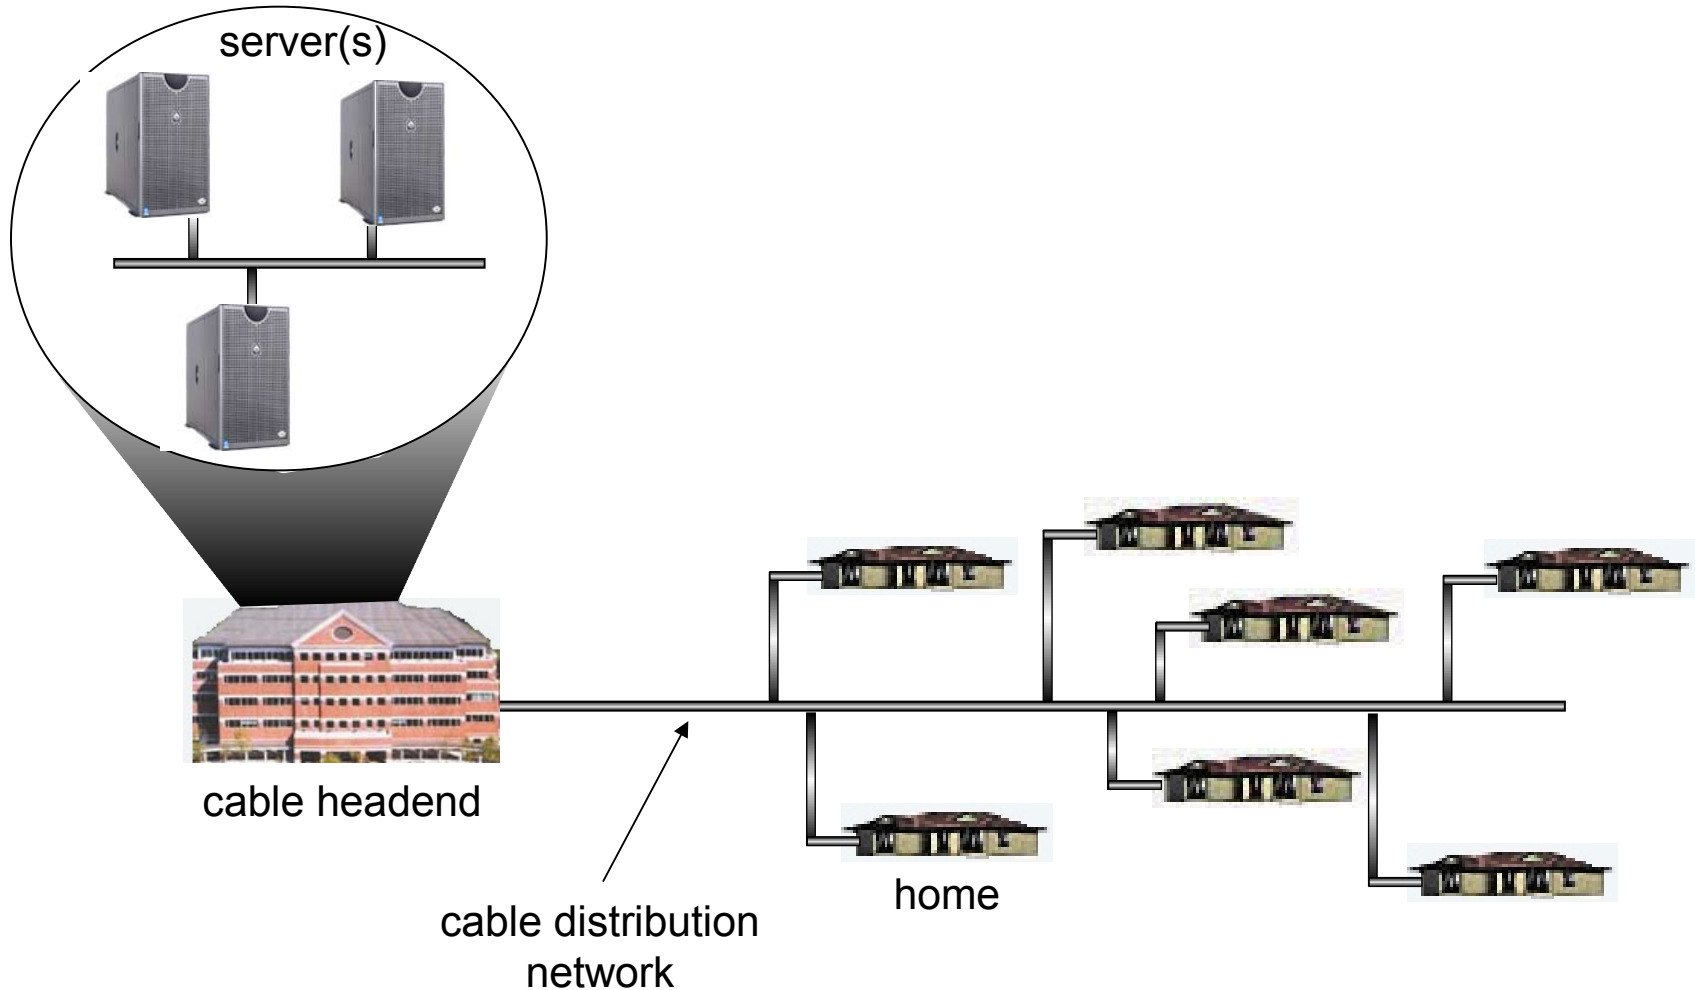 server(s)
cable headend
home
cable distribution
network